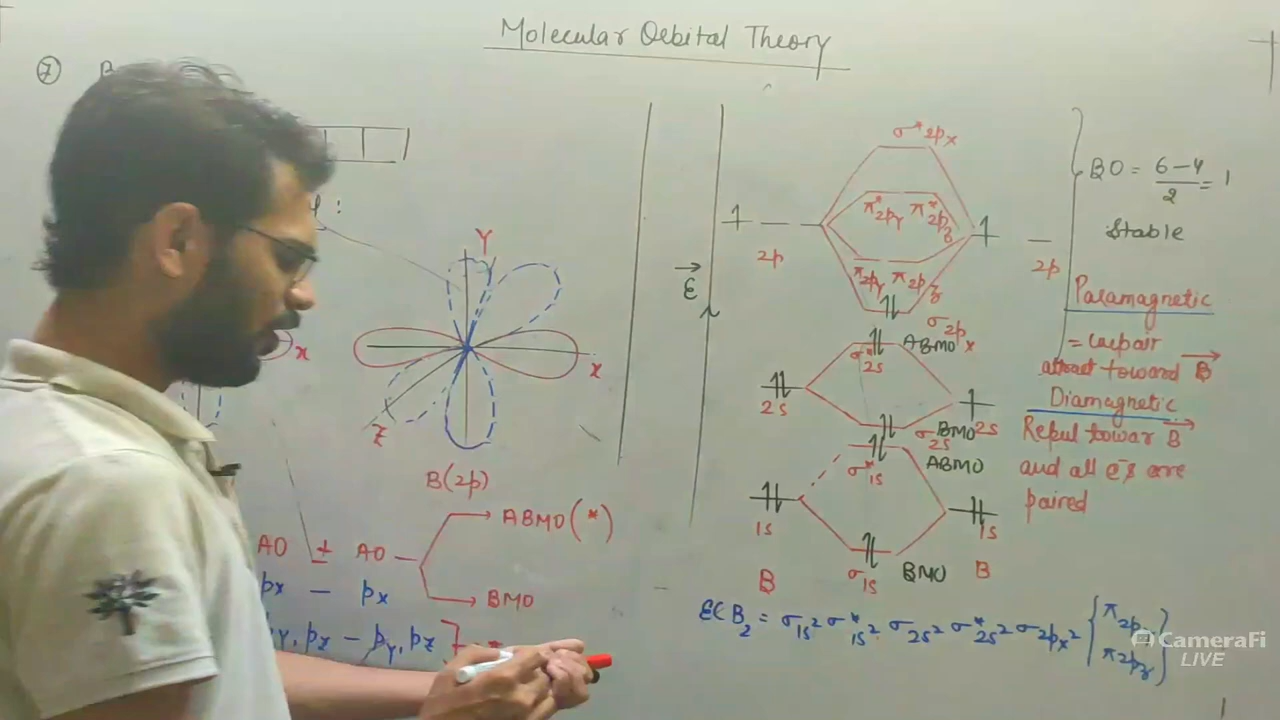 Molecular Orbital Theory
⑦ B
:
Y
x
x
Z
B(2p)
AO ± AO
ABMO (*)
BMO
px − px
pY, pz − pY, pz } *
ε→
σ*2px
π*2pY π*2pz
2p
2p
π2pY π2pz
σ2px
ABMO
σ*2s
2s
2s
BMO
σ2s
ABMO
σ*1s
1s
1s
σ1s
BMO
B
B
BO = 6−4/2 = 1
Stable
Paramagnetic
attract toward B→
Diamagnetic
Repul towar B→
and all e⁻s are
paired
EC B₂ = σ1s² σ*1s² σ2s² σ*2s² σ2px² { π2p
π2pz }
CameraFi
LIVE